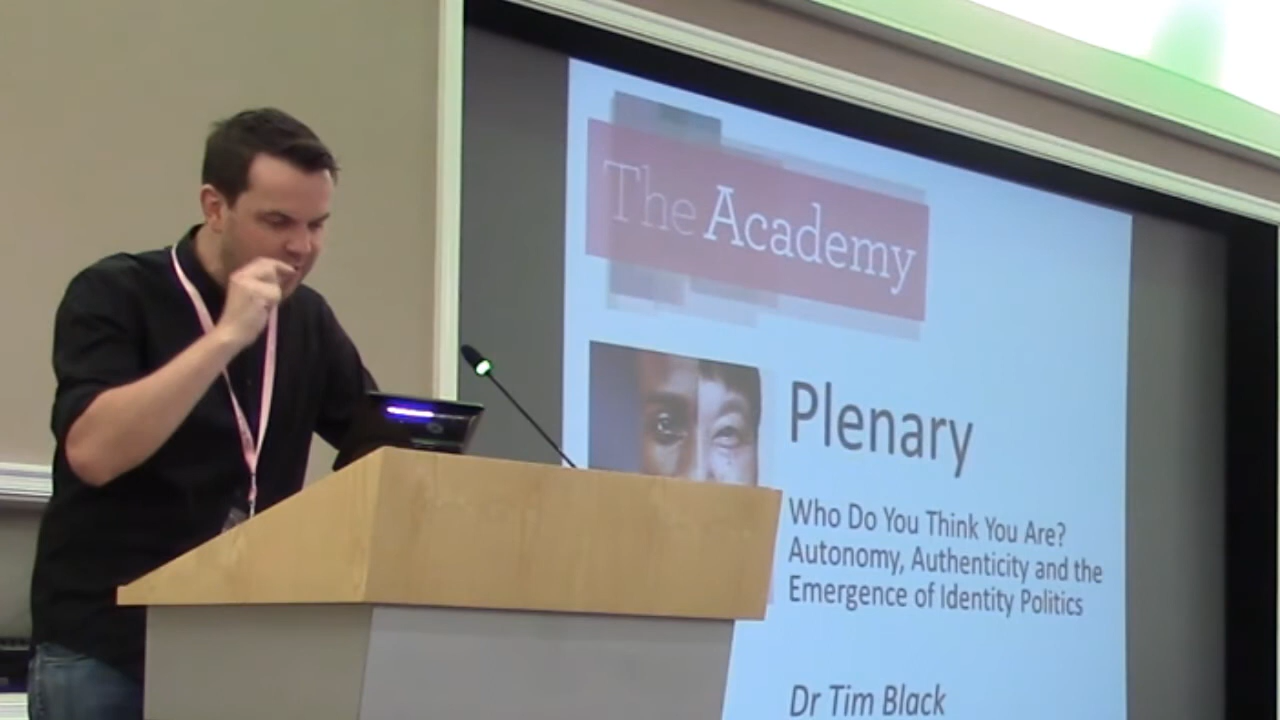 The Academy
Plenary
Who Do You Think You Are?
Autonomy, Authenticity and the
Emergence of Identity Politics
Dr Tim Black